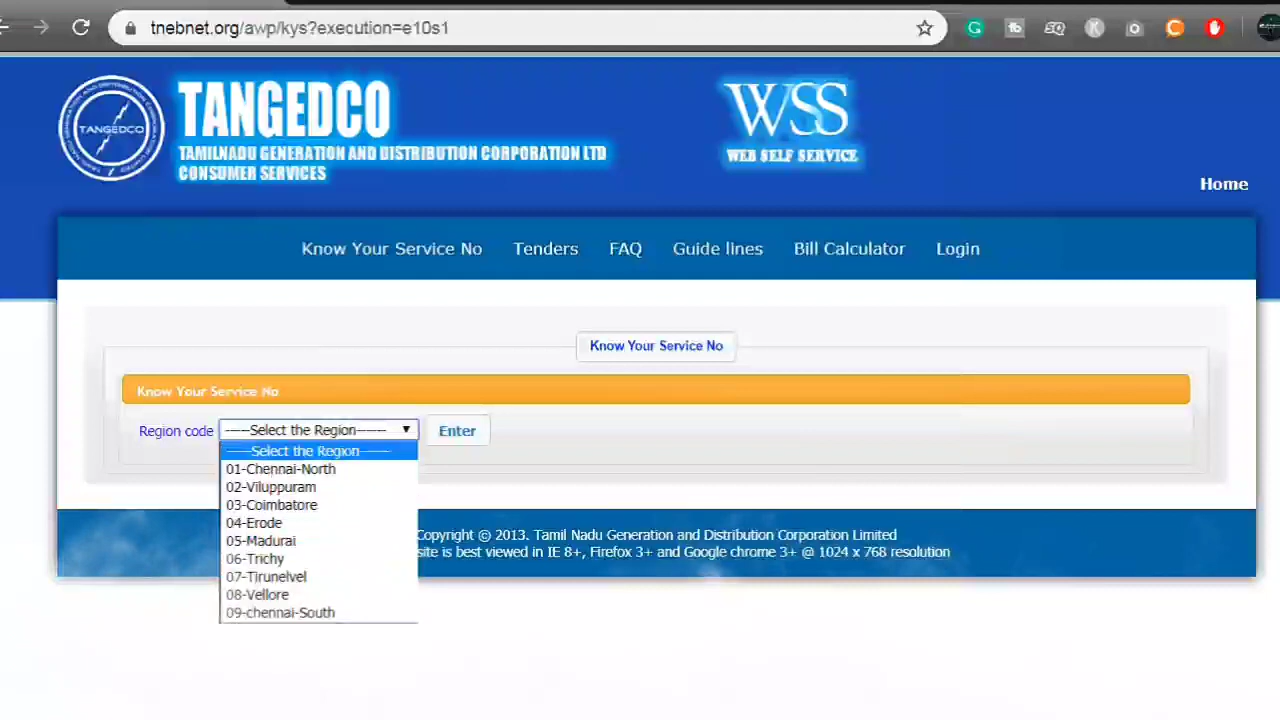 tnebnet.org/awp/kys?execution=e10s1
TANGEDCO
TANGEDCO
TAMILNADU GENERATION AND DISTRIBUTION CORPORATION LTD
CONSUMER SERVICES
WSS
WEB SELF SERVICE
Home
Know Your Service No Tenders FAQ Guide lines Bill Calculator Login
Know Your Service No
Know Your Service No
Region code -----Select the Region------- Enter
-----Select the Region-------
01-Chennai-North
02-Viluppuram
03-Coimbatore
04-Erode
05-Madurai
06-Trichy
07-Tirunelvel
08-Vellore
09-chennai-South
Copyright © 2013. Tamil Nadu Generation and Distribution Corporation Limited
site is best viewed in IE 8+, Firefox 3+ and Google chrome 3+ @ 1024 x 768 resolution